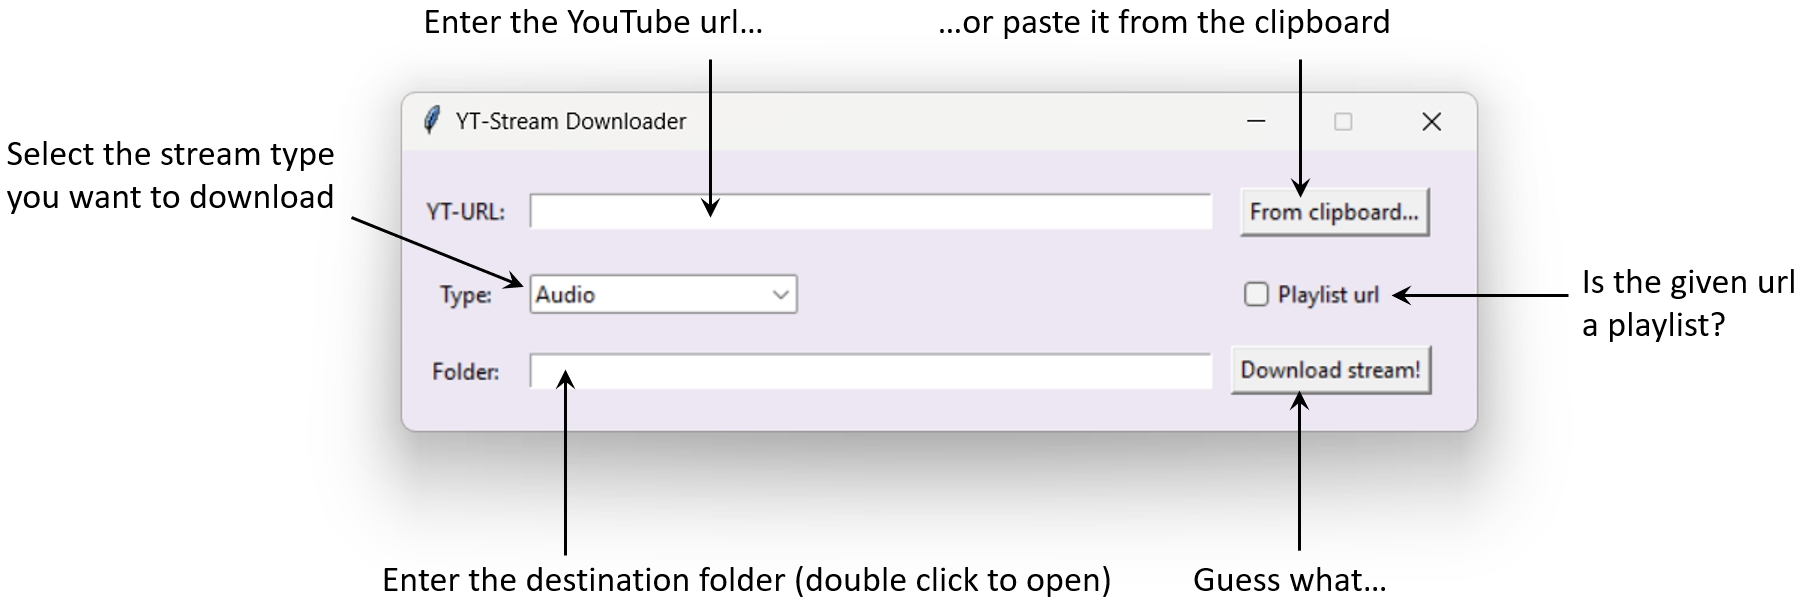 Enter the YouTube url...
...or paste it from the clipboard
YT-Stream Downloader
Select the stream type
you want to download
YT-URL:
From clipboard...
Type:
Audio
Playlist url
Is the given url
a playlist?
Folder:
Download stream!
Enter the destination folder (double click to open)
Guess what...